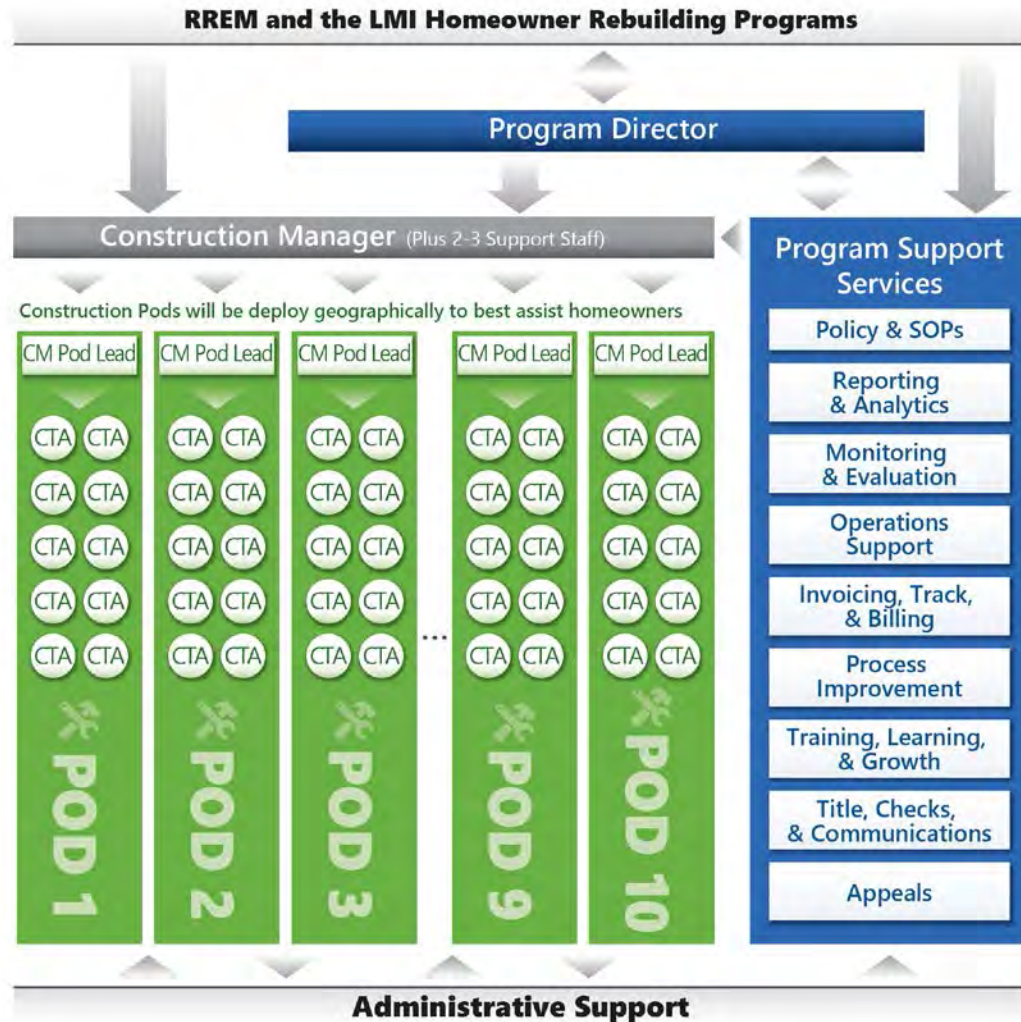 RREM and the LMI Homeowner Rebuilding Programs
Program Director
Construction Manager (Plus 2-3 Support Staff)
Construction Pods will be deploy geographically to best assist homeowners
CM Pod Lead CM Pod Lead CM Pod Lead CM Pod Lead CM Pod Lead
CTA CTA CTA CTA CTA CTA CTA CTA CTA CTA
CTA CTA CTA CTA CTA CTA CTA CTA CTA CTA
CTA CTA CTA CTA CTA CTA CTA CTA CTA CTA
CTA CTA CTA CTA CTA CTA CTA CTA CTA CTA
...
CTA CTA CTA CTA CTA CTA CTA CTA CTA CTA
POD 1
POD 2
POD 3
POD 9
POD 10
Program Support
Services
Policy & SOPs
Reporting
& Analytics
Monitoring
& Evaluation
Operations
Support
Invoicing, Track,
& Billing
Process
Improvement
Training, Learning,
& Growth
Title, Checks,
& Communications
Appeals
Administrative Support